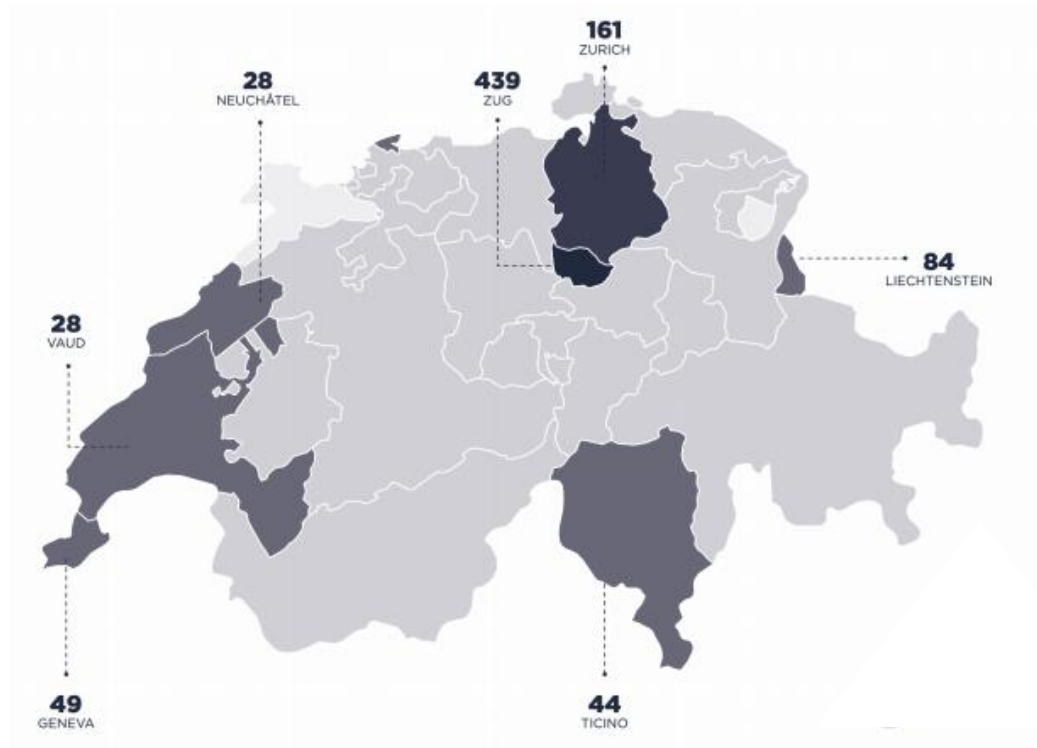 161
ZURICH
28
NEUCHÂTEL
439
ZUG
84
LIECHTENSTEIN
28
VAUD
49
GENEVA
44
TICINO